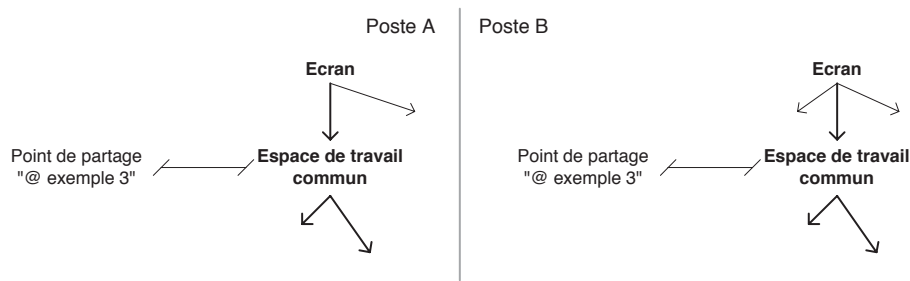 Poste A
Poste B
Ecran
Ecran
Point de partage
"@ exemple 3"
Espace de travail
commun
Point de partage
"@ exemple 3"
Espace de travail
commun